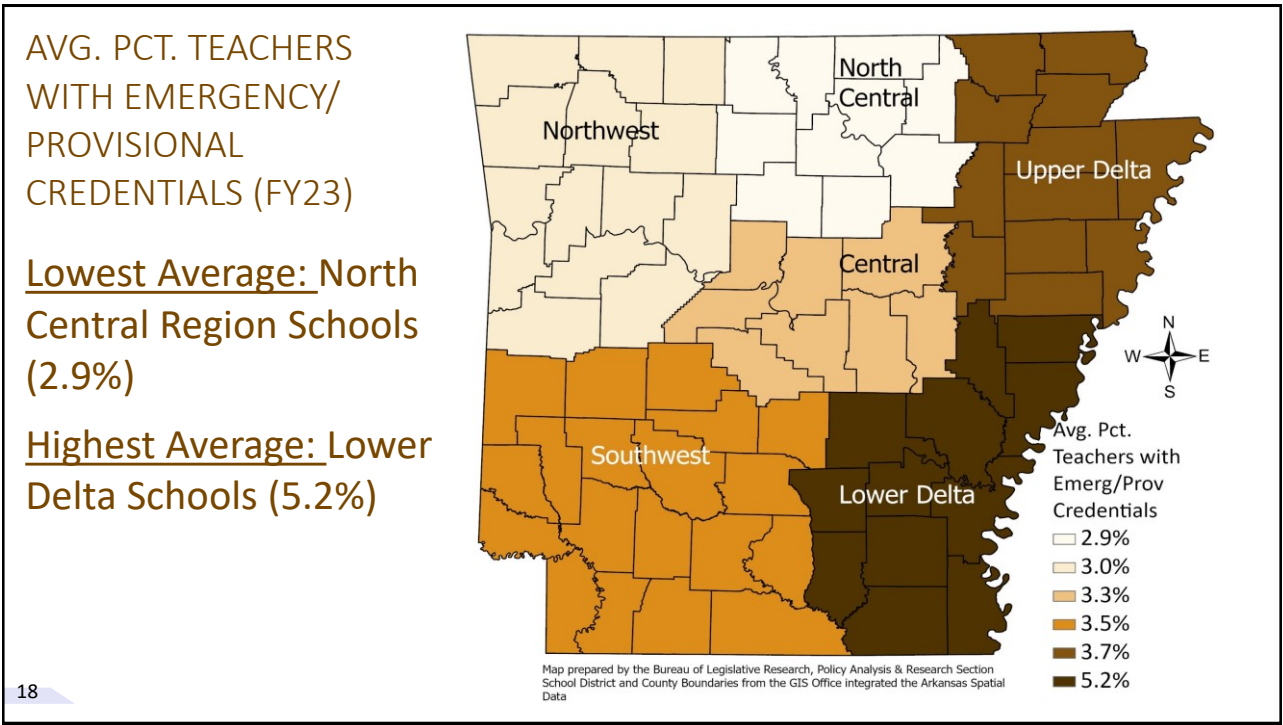 AVG. PCT. TEACHERS
WITH EMERGENCY/
PROVISIONAL
CREDENTIALS (FY23)
Lowest Average: North
Central Region Schools
(2.9%)
Highest Average: Lower
Delta Schools (5.2%)
North
Central
Northwest
Upper Delta
Central
Southwest
Lower Delta
N
W E
S
Avg. Pct.
Teachers with
Emerg/Prov
Credentials
2.9%
3.0%
3.3%
3.5%
3.7%
5.2%
Map prepared by the Bureau of Legislative Research, Policy Analysis & Research Section
School District and County Boundaries from the GIS Office integrated the Arkansas Spatial
Data
18